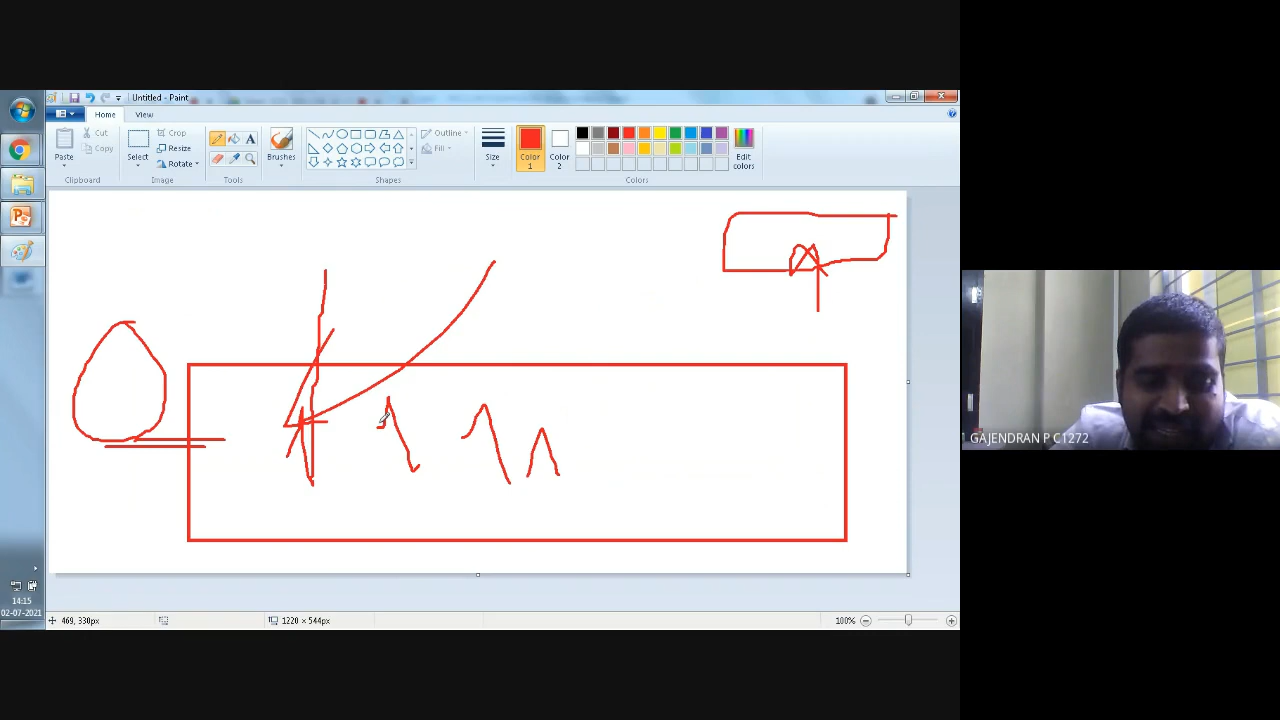 Untitled - Paint
Home
View
Paste
Cut
Copy
Clipboard
Select
Crop
Resize
Rotate
Image
A
Tools
Brushes
Shapes
Outline
Fill
Size
Color 1
Color 2
Edit colors
Colors
GAJENDRAN P C1272
14:15
02-07-2021
469, 330px
1220 × 544px
100%